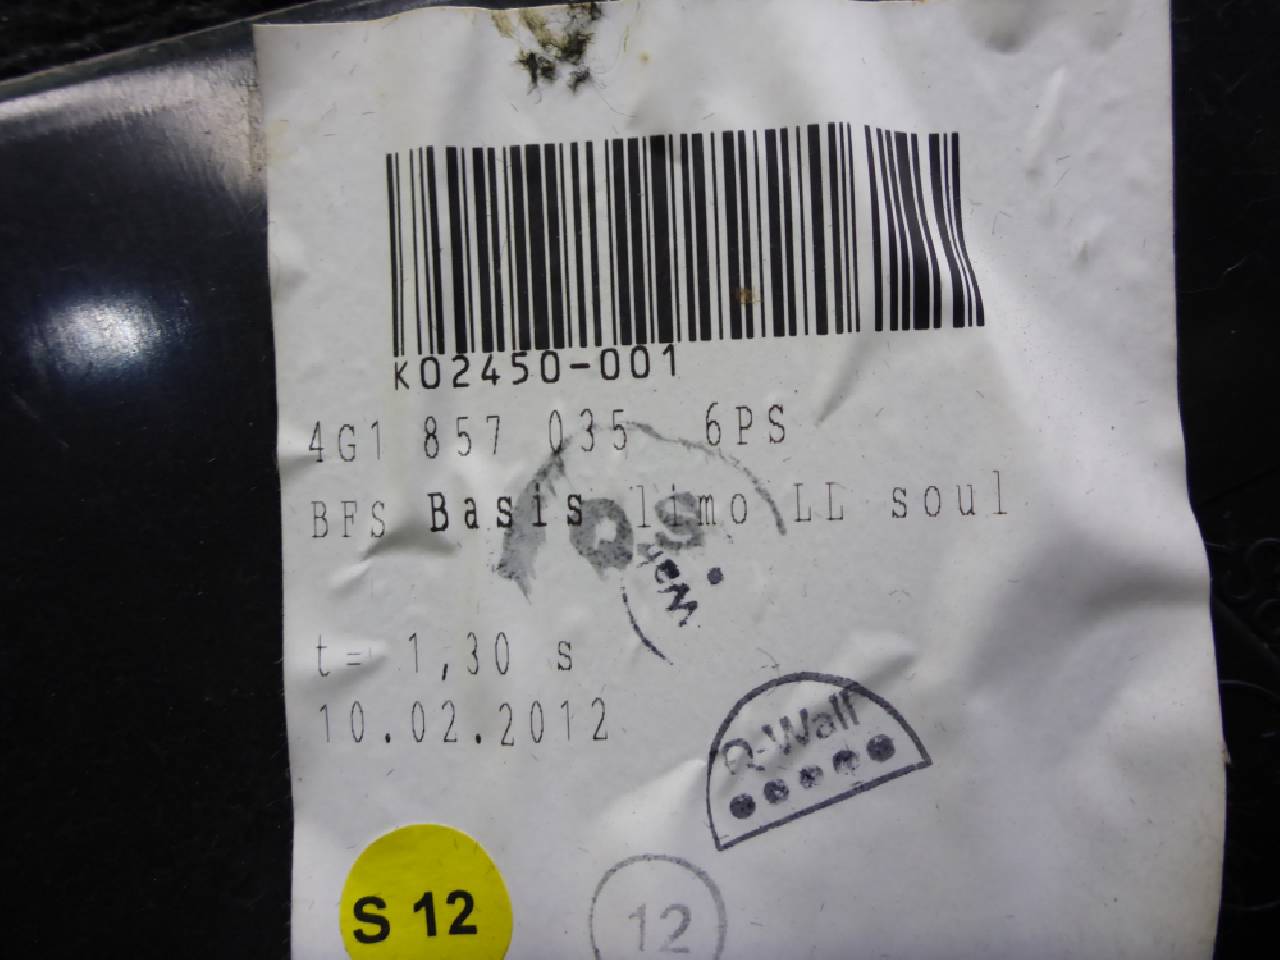 K02450-001
4G1 857 035 6PS
BFS Basis limo LL soul
QS
t= 1,30 s
10.02.2012
Q-Wall
S 12
12